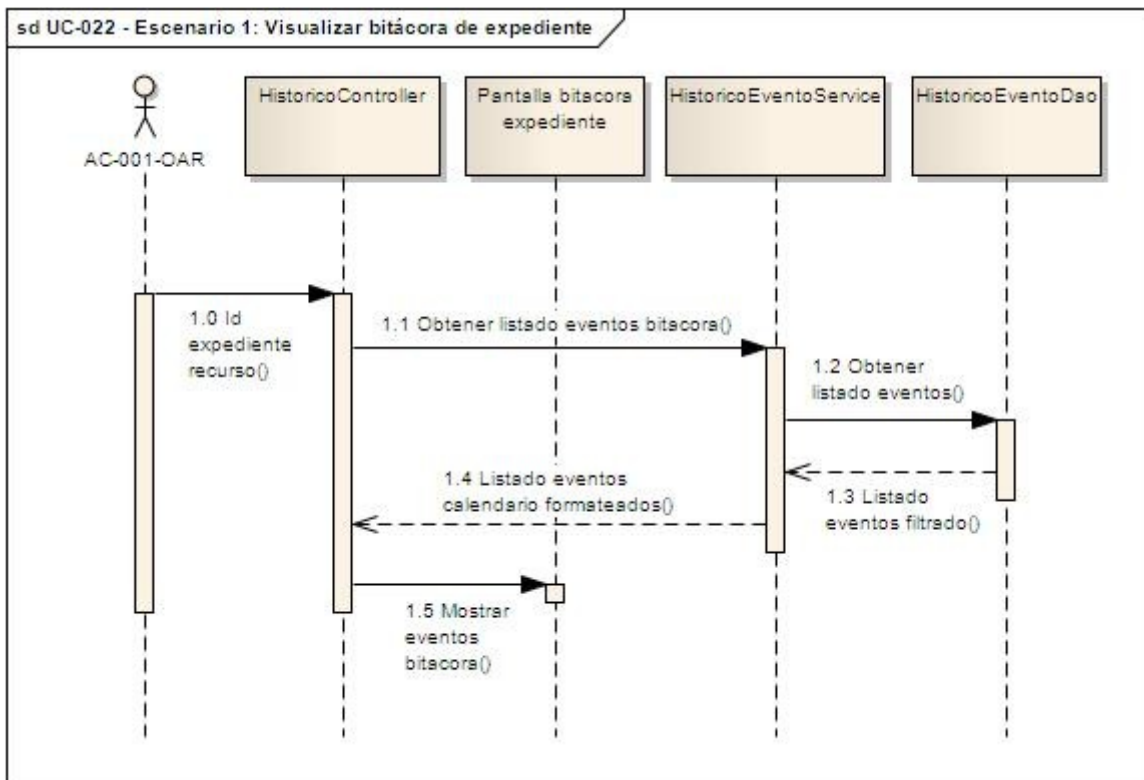 sd UC-022 - Escenario 1: Visualizar bitácora de expediente
AC-001-OAR
HistoricoController
Pantalla bitacora
expediente
HistoricoEventoService
HistoricoEventoDao
1.0 Id
expediente
recurso()
1.1 Obtener listado eventos bitacora()
1.2 Obtener
listado eventos()
1.3 Listado
eventos filtrado()
1.4 Listado eventos
calendario formateados()
1.5 Mostrar
eventos
bitacora()